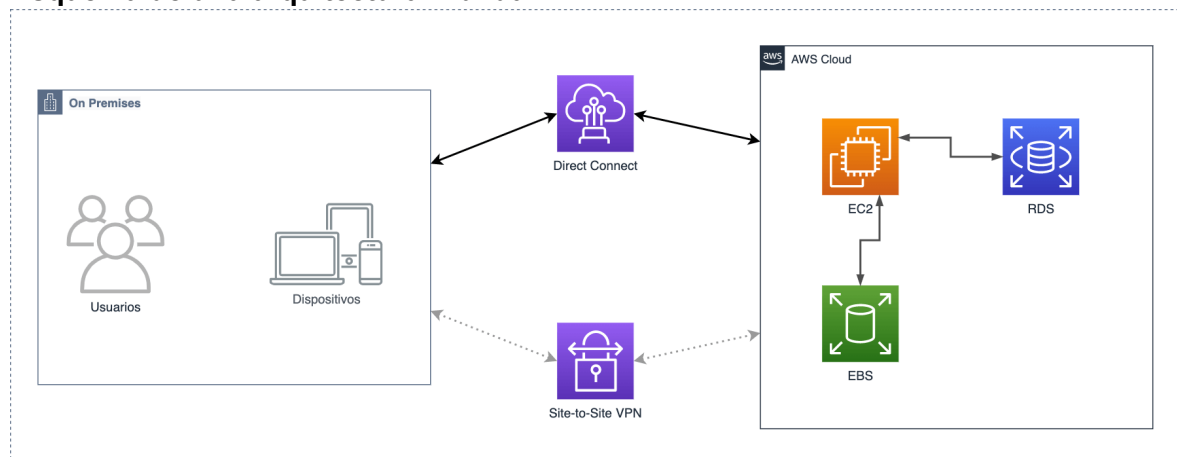 On Premises
Usuarios
Dispositivos
Direct Connect
Site-to-Site VPN
aws
AWS Cloud
EC2
RDS
EBS